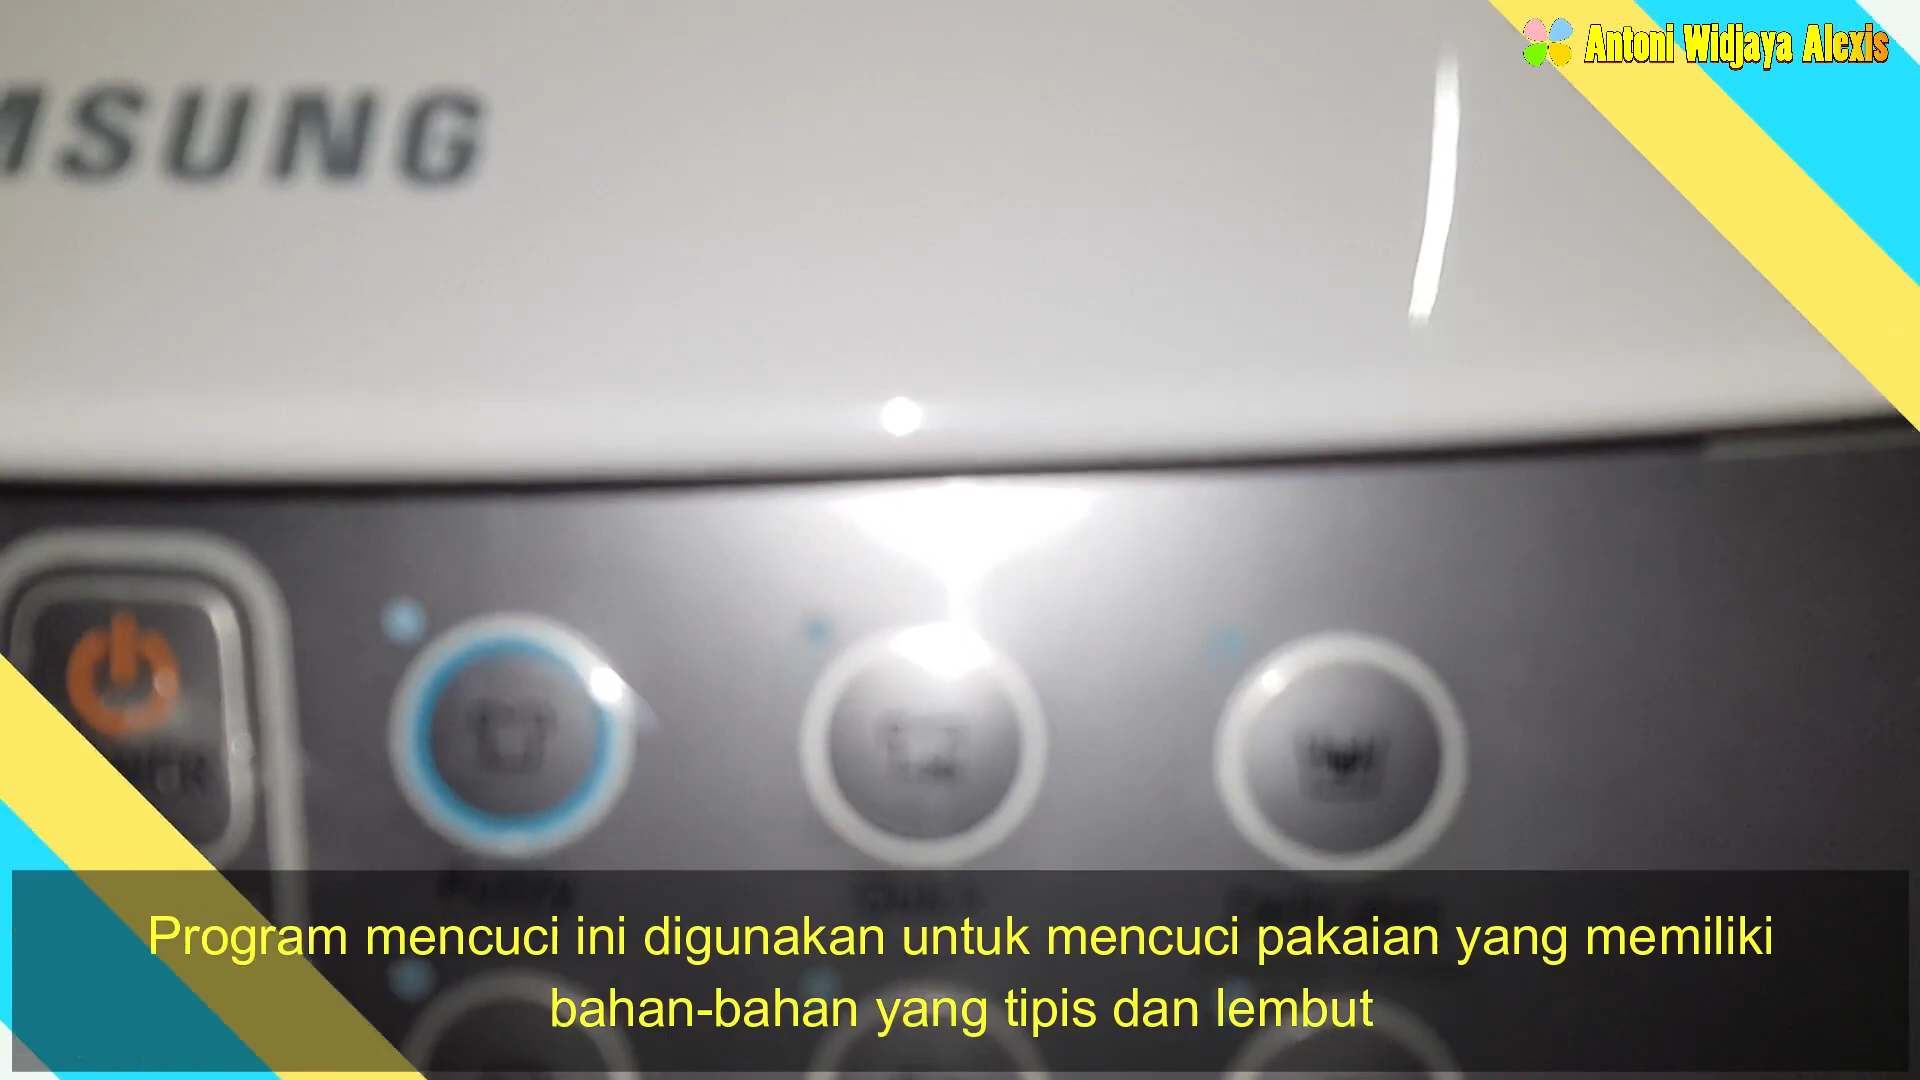 Antoni Widjaya Alexis
MSUNG
Program mencuci ini digunakan untuk mencuci pakaian yang memiliki
bahan-bahan yang tipis dan lembut